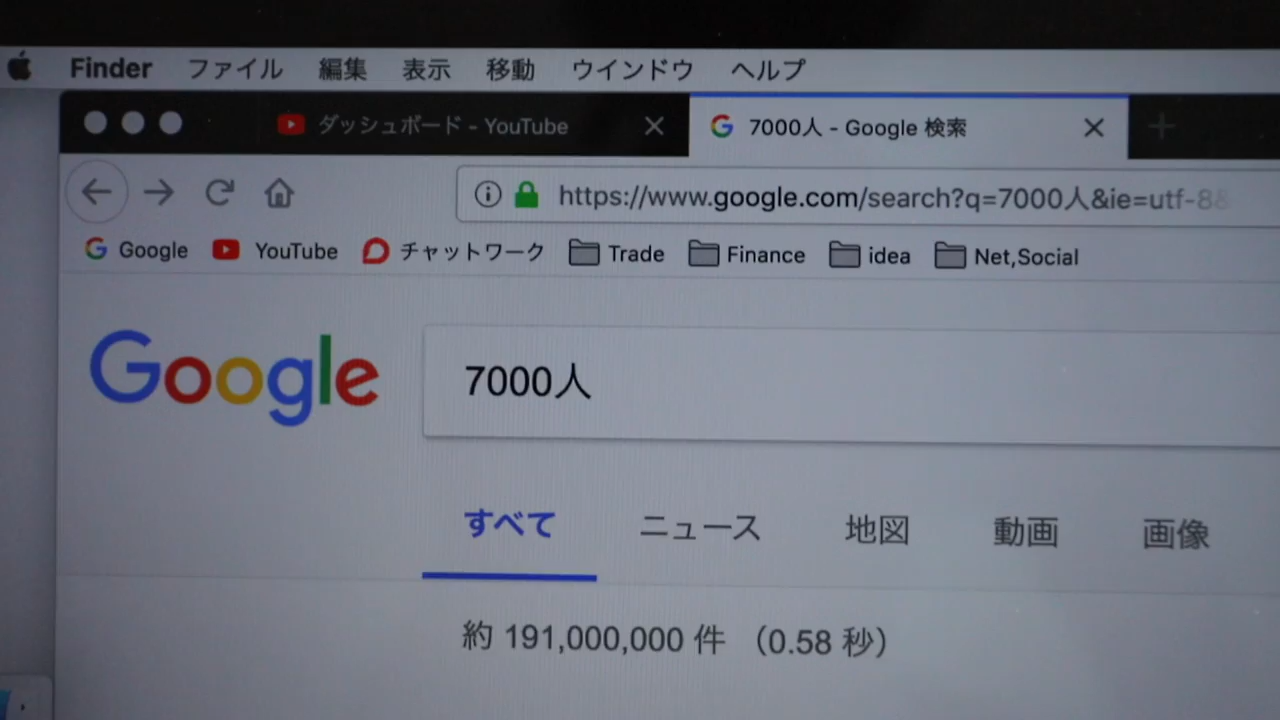 Finder ファイル 編集 表示 移動 ウインドウ ヘルプ
ダッシュボード - YouTube
7000人 - Google 検索
https://www.google.com/search?q=7000人&ie=utf-8&
Google YouTube チャットワーク Trade Finance idea Net,Social
Google 7000人
すべて ニュース 地図 動画 画像
約 191,000,000 件 （0.58 秒）